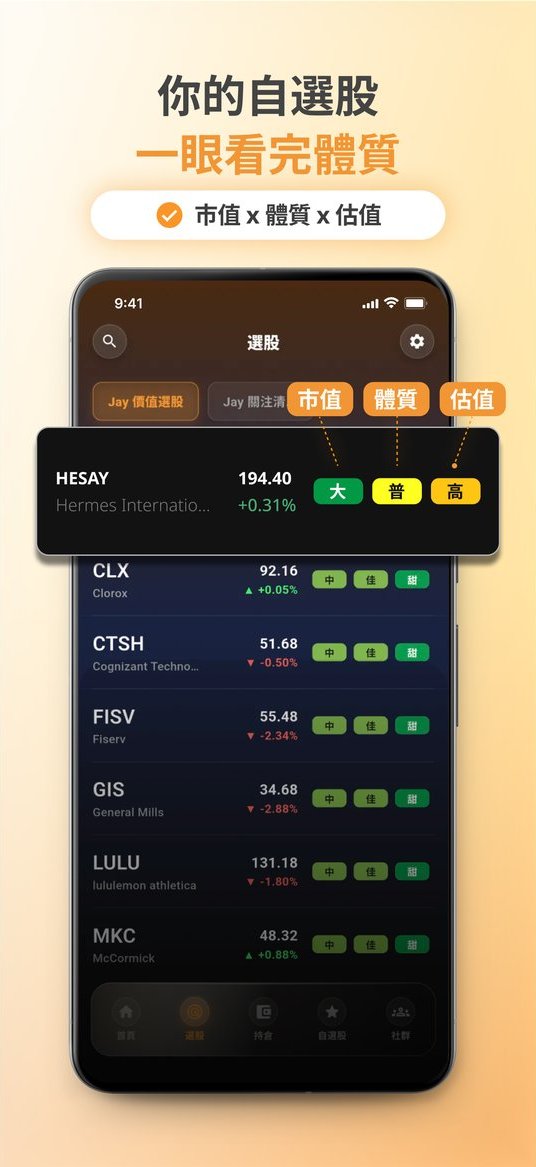 你的自選股
一眼看完體質
市值 x 體質 x 估值
9:41
選股
Jay 價值選股
Jay 關注清
市值
體質
估值
HESAY
194.40
大
普
高
Hermes Internatio...
+0.31%
CLX
92.16
中
佳
甜
Clorox
▲ +0.05%
CTSH
51.68
中
佳
甜
Cognizant Techno...
▼ -0.50%
FISV
55.48
中
佳
甜
Fiserv
▼ -2.34%
GIS
34.68
中
佳
甜
General Mills
▼ -2.88%
LULU
131.18
中
佳
甜
lululemon athletica
▼ -1.80%
MKC
48.32
中
佳
甜
McCormick
▲ +0.88%
首頁
選股
持倉
自選股
社群